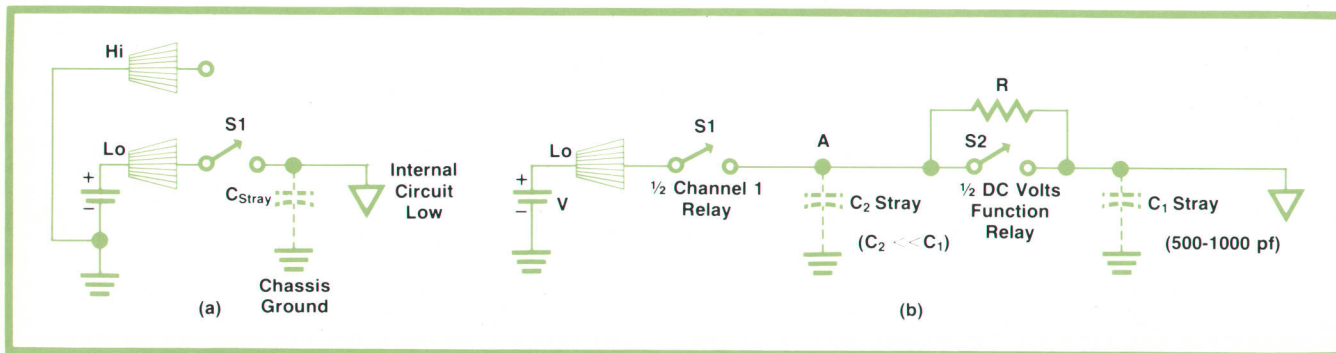 Hi
Lo
S1
+
−
CStray
Internal
Circuit
Low
Chassis
Ground
(a)
Lo
S1
½ Channel 1
Relay
+
−
V
A
C2 Stray
(C2 <<C1)
R
S2
½ DC Volts
Function
Relay
C1 Stray
(500-1000 pf)
(b)